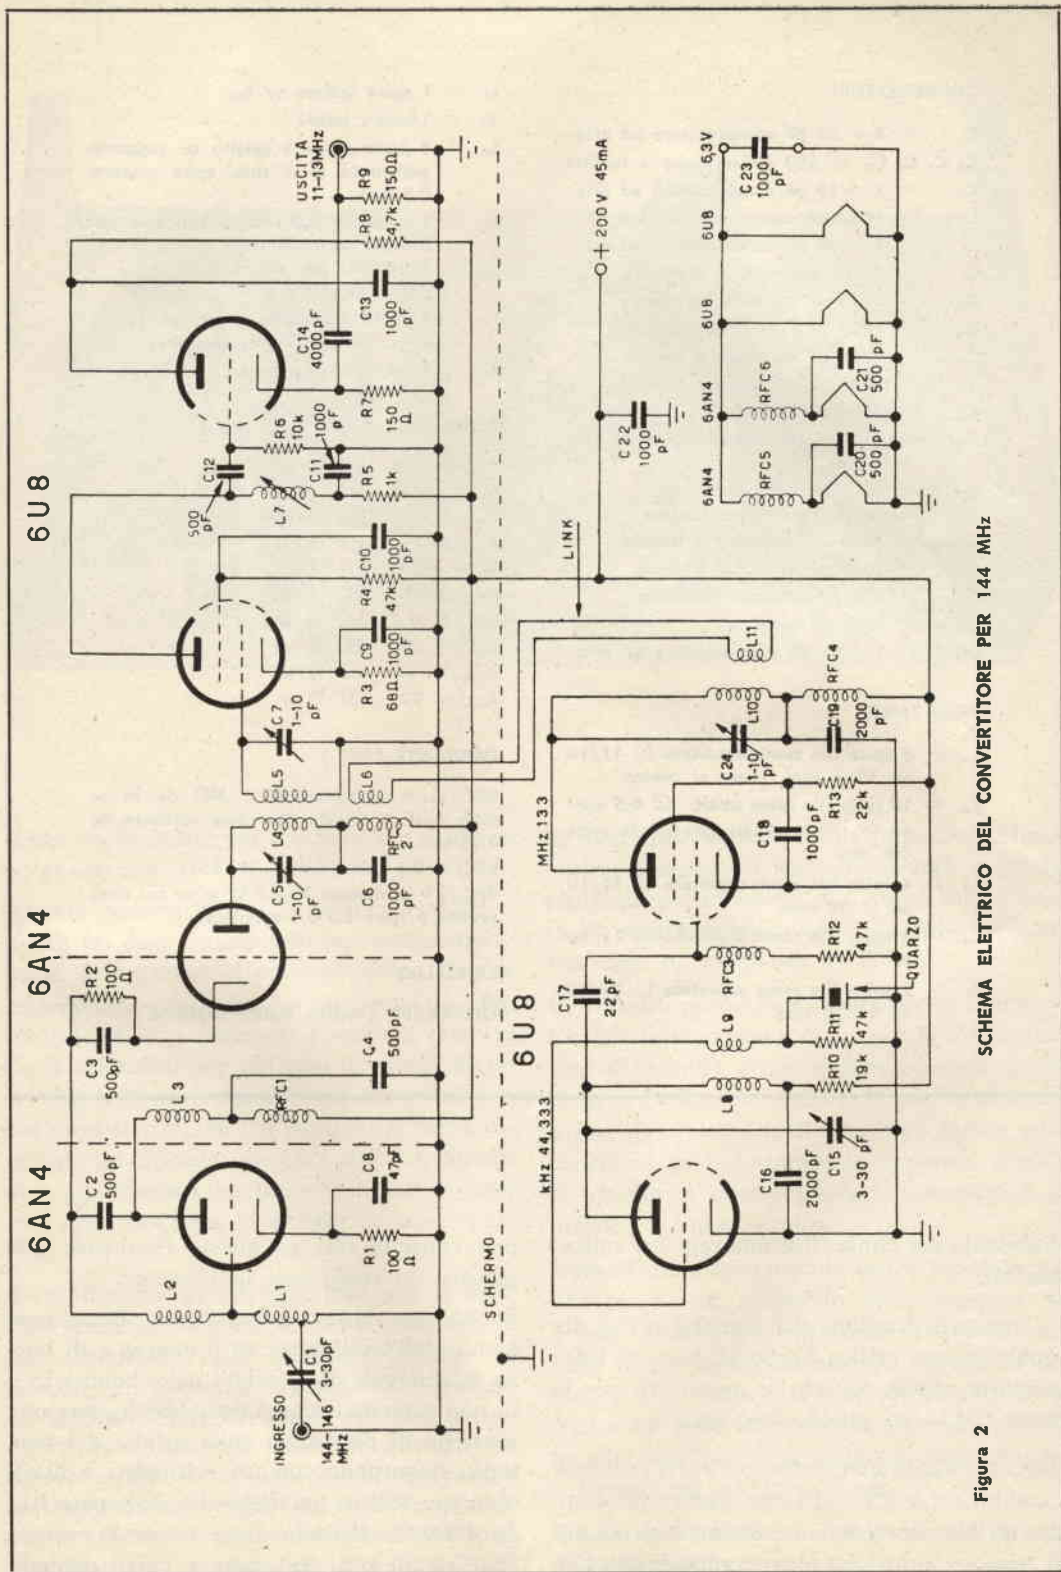 6AN4
6AN4
6U8
INGRESSO
144-146
MHz
C1
3-30pF
L1
L2
C2
500pF
R1
100
Ω
C8
47pF
L3
RFC1
C3
500pF
R2
100
Ω
C4
500pF
C5
1-10
pF
L4
C6
1000
pF
RFC
2
L5
L6
C7
1-10
pF
R3
68Ω
C9
1000
pF
R4
47k
C10
1000
pF
500
pF
C12
L7
R6
10k
C11
1000
pF
R5
1k
R7
150
Ω
C14
4000pF
C13
1000
pF
R8
4,7k
R9
150Ω
USCITA
11-13MHz
SCHERMO
6U8
kHz 44,333
C16
2000pF
C15
3-30 pF
L8
R10
19k
L9
R11
47k
QUARZO
C17
22pF
RFC3
R12
47k
MHz 133
C18
1000pF
R13
22k
C24
1-10
pF
L10
C19
2000
pF
RFC4
L11
LINK
C22
1000
pF
+ 200V 45mA
6AN4
6AN4
6U8
6U8
6,3V
RFC5
C20
500
pF
RFC6
C21
500
pF
C23
1000
pF
Figura 2
SCHEMA ELETTRICO DEL CONVERTITORE PER 144 MHz